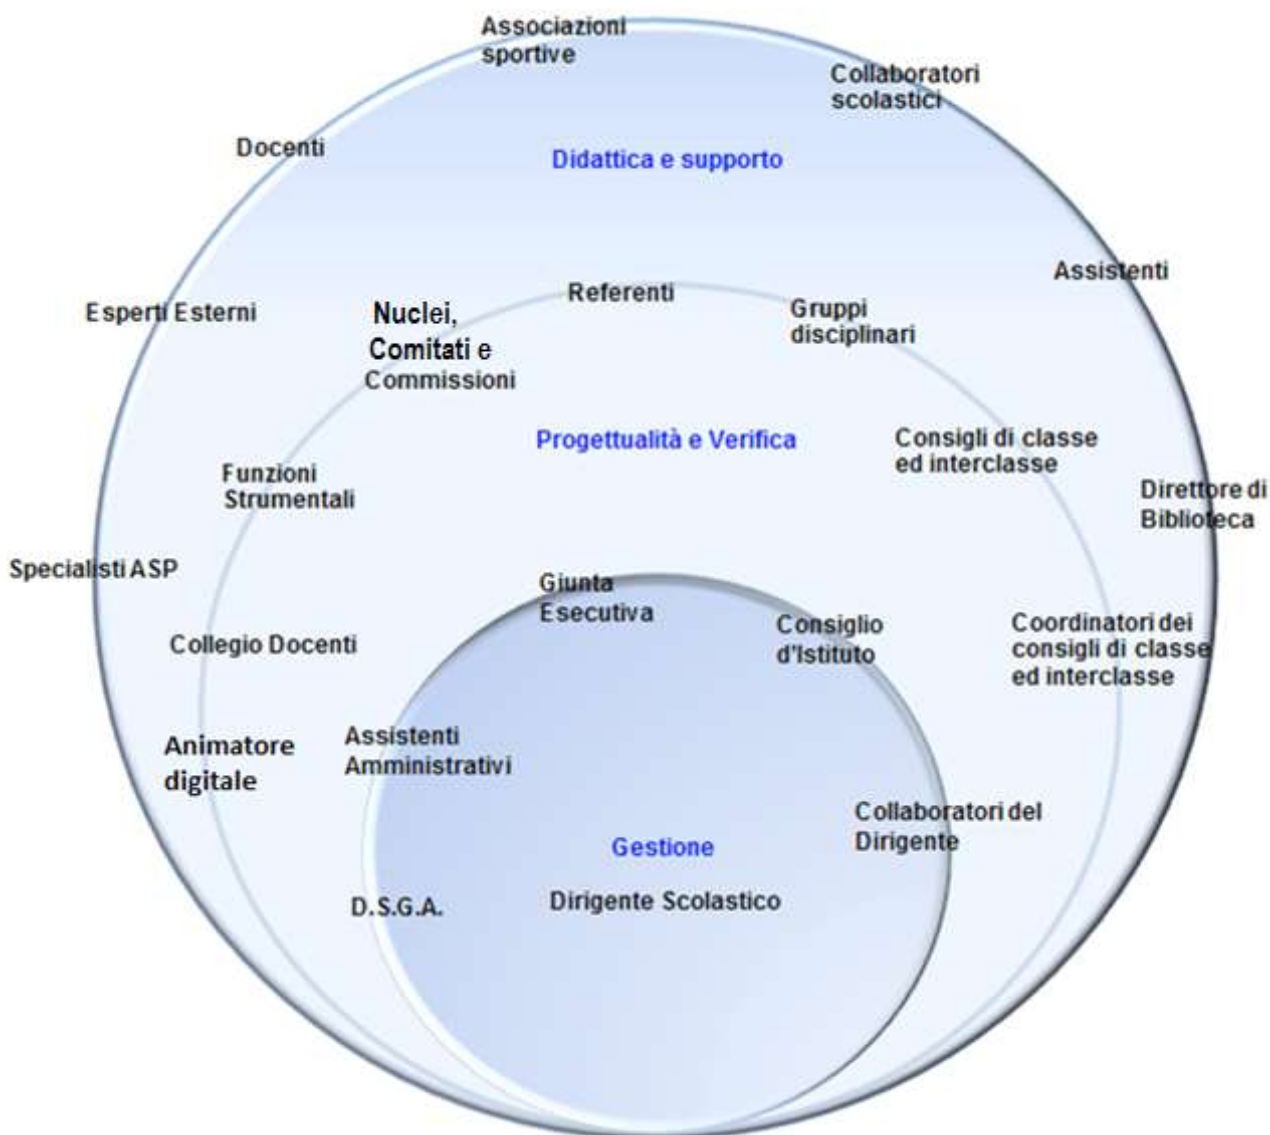 Associazioni
sportive
Collaboratori
scolastici
Docenti
Didattica e supporto
Assistenti
Esperti Esterni
Nuclei,
Comitati e
Commissioni
Referenti
Gruppi
disciplinari
Progettualità e Verifica
Consigli di classe
ed interclasse
Funzioni
Strumentali
Direttore di
Biblioteca
Specialisti ASP
Giunta
Esecutiva
Consiglio
d'Istituto
Coordinatori dei
consigli di classe
ed interclasse
Collegio Docenti
Animatore
digitale
Assistenti
Amministrativi
Collaboratori del
Dirigente
Gestione
D.S.G.A.
Dirigente Scolastico